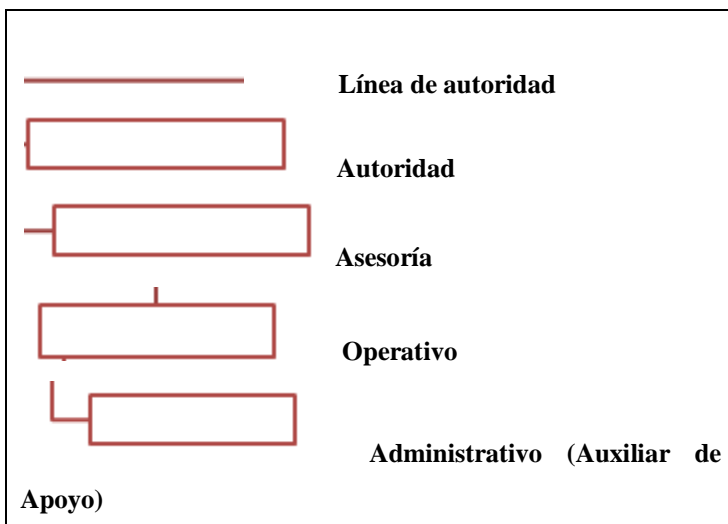 Línea de autoridad
Autoridad
Asesoría
Operativo
Administrativo (Auxiliar de
Apoyo)